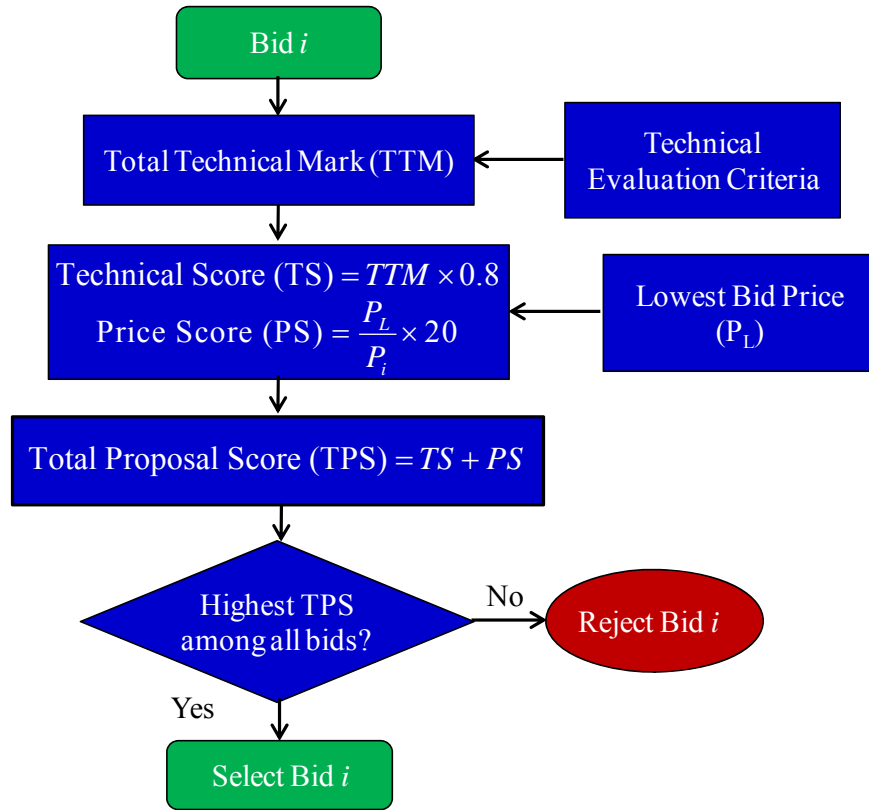 Bid i
Total Technical Mark (TTM)
Technical
Evaluation Criteria
Technical Score (TS) = TTM × 0.8
Price Score (PS) = P_L / P_i × 20
Lowest Bid Price
(P_L)
Total Proposal Score (TPS) = TS + PS
Highest TPS
among all bids?
No
Reject Bid i
Yes
Select Bid i